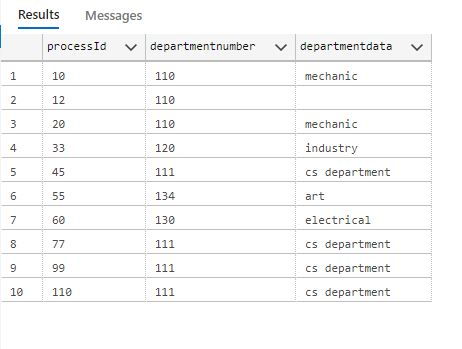 Results Messages
processId departmentnumber departmentdata
1 10 110 mechanic
2 12 110
3 20 110 mechanic
4 33 120 industry
5 45 111 cs department
6 55 134 art
7 60 130 electrical
8 77 111 cs department
9 99 111 cs department
10 110 111 cs department